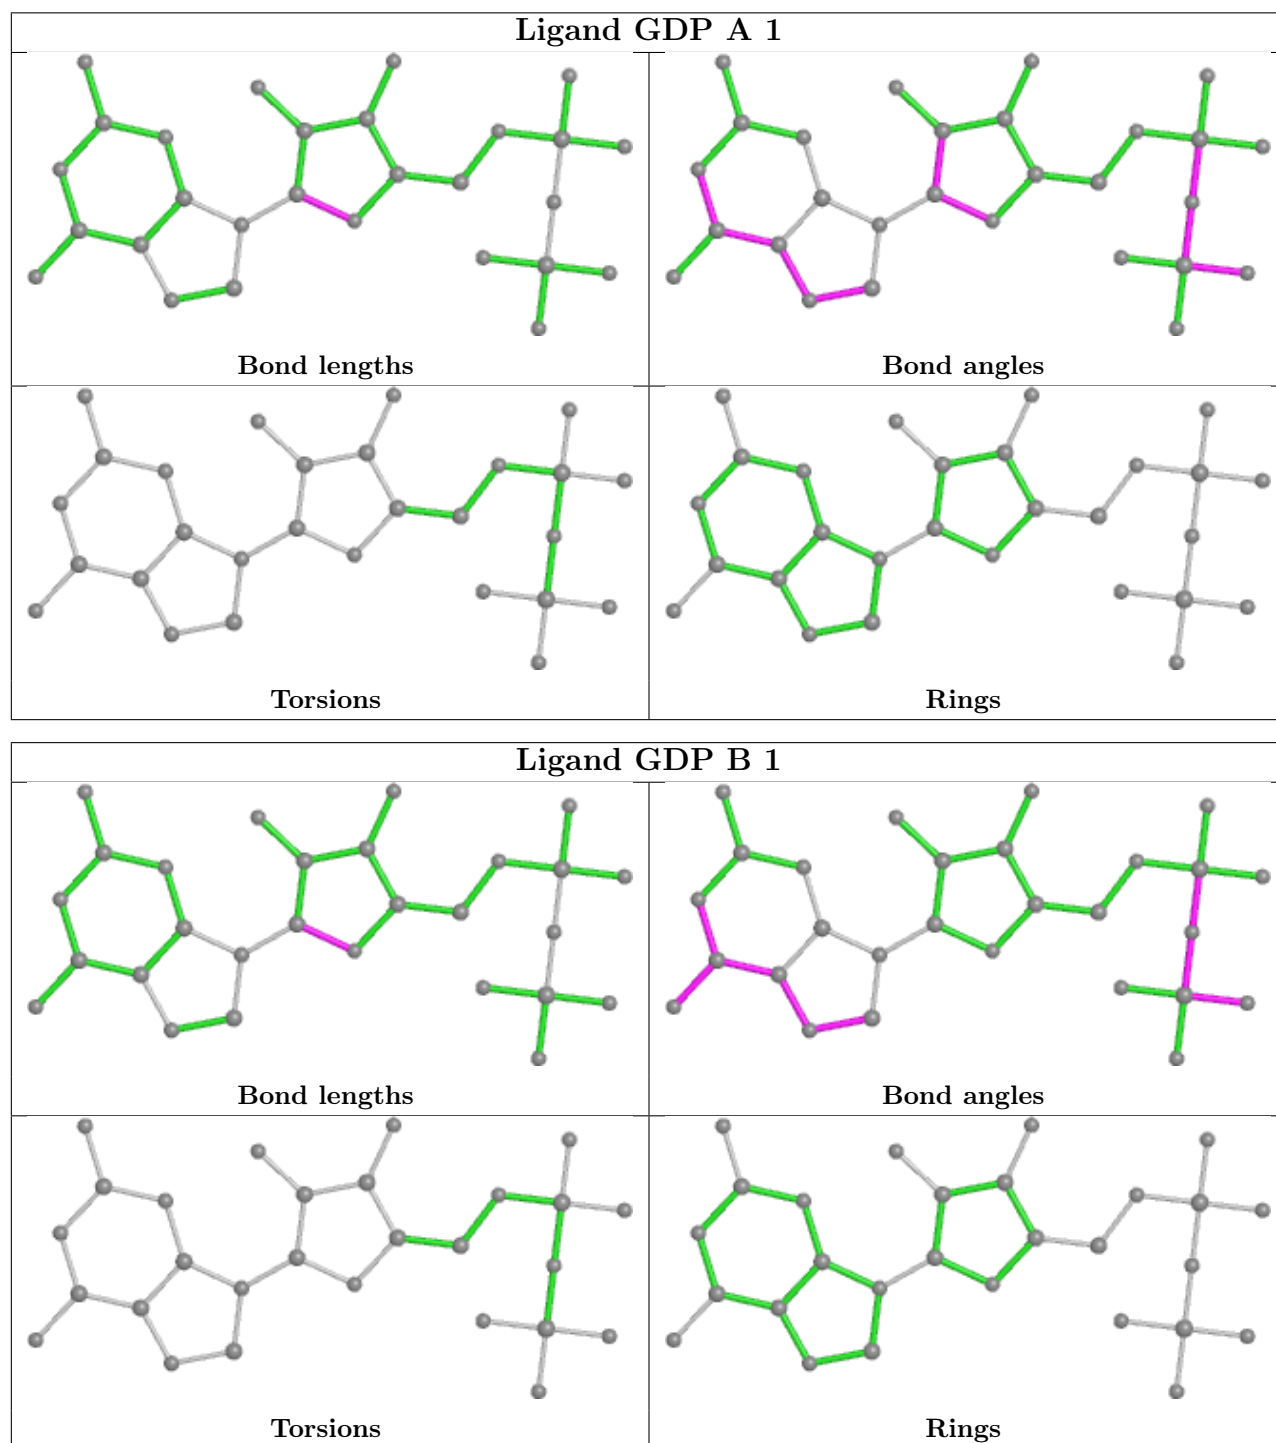 Ligand GDP A 1
Bond lengths
Bond angles
Torsions
Rings
Ligand GDP B 1
Bond lengths
Bond angles
Torsions
Rings